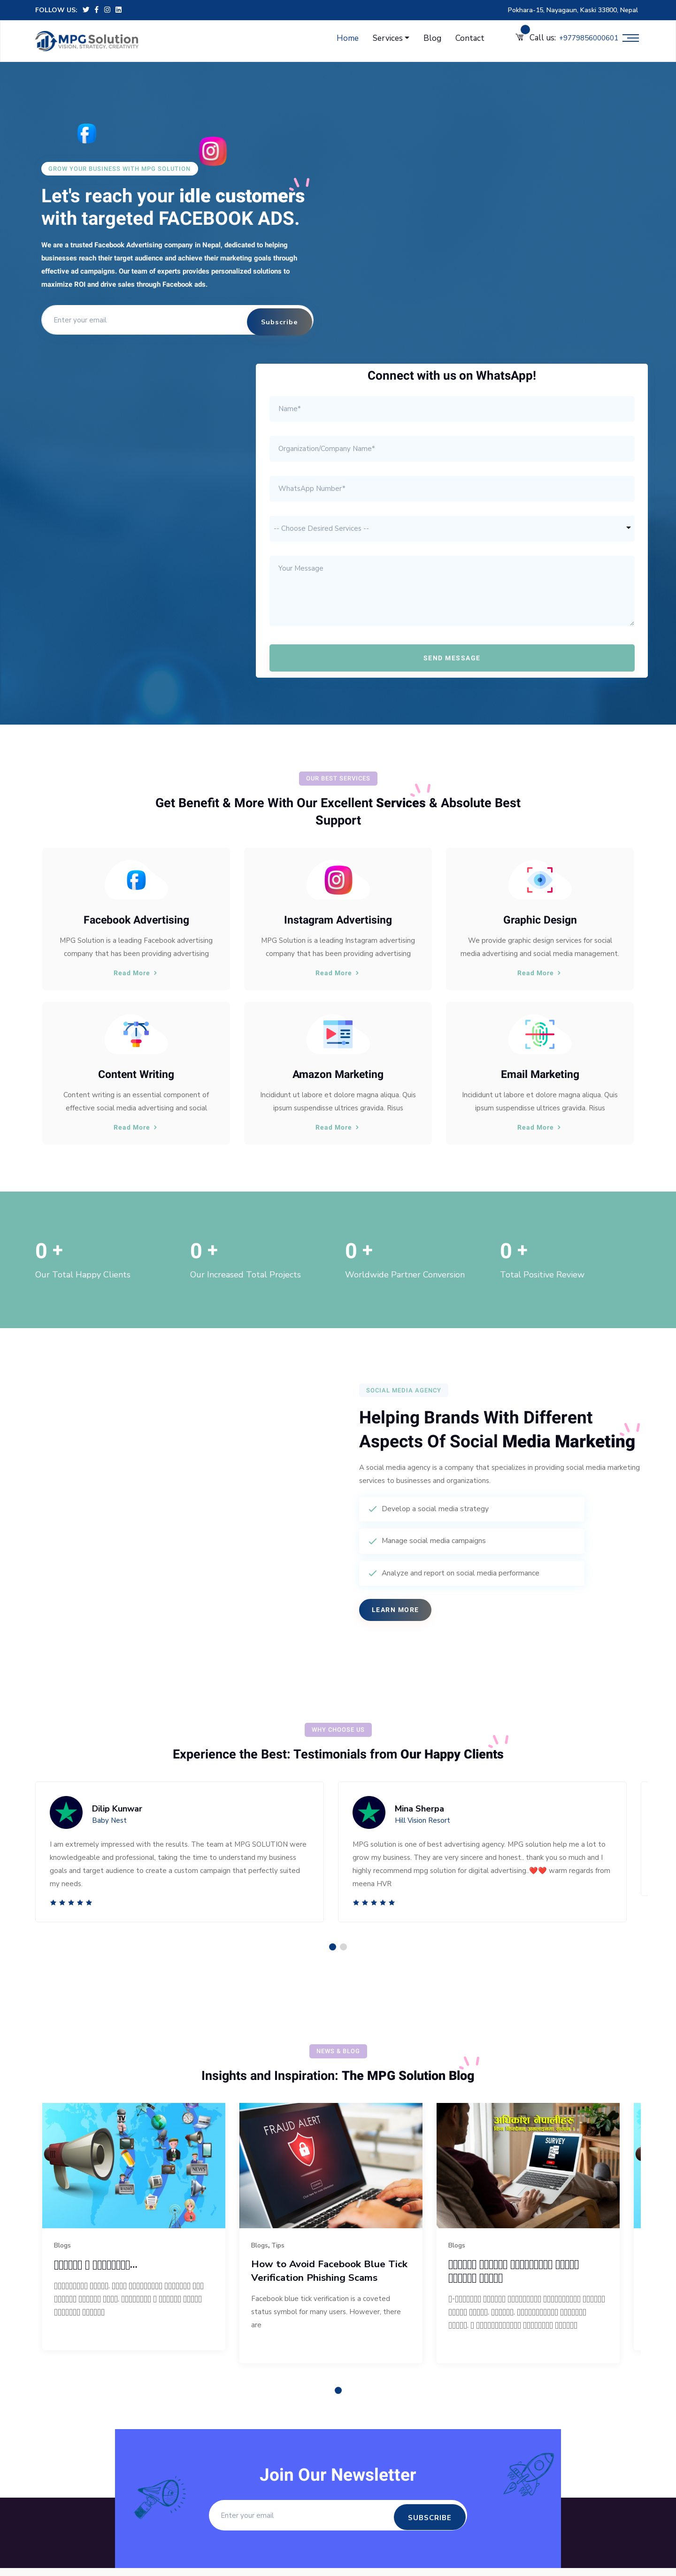 FOLLOW US:
Pokhara-15, Nayagaun, Kaski 33800, Nepal
MPG Solution
VISION, STRATEGY, CREATIVITY
Home Services Blog Contact
Call us: +9779856000601
GROW YOUR BUSINESS WITH MPG SOLUTION
Let's reach your idle customers
with targeted FACEBOOK ADS.
We are a trusted Facebook Advertising company in Nepal, dedicated to helping
businesses reach their target audience and achieve their marketing goals through
effective ad campaigns. Our team of experts provides personalized solutions to
maximize ROI and drive sales through Facebook ads.
Enter your email
Subscribe
Connect with us on WhatsApp!
Name*
Organization/Company Name*
WhatsApp Number*
-- Choose Desired Services --
Your Message
SEND MESSAGE
OUR BEST SERVICES
Get Benefit & More With Our Excellent Services & Absolute Best
Support
Facebook Advertising
MPG Solution is a leading Facebook advertising
company that has been providing advertising
Read More
Instagram Advertising
MPG Solution is a leading Instagram advertising
company that has been providing advertising
Read More
Graphic Design
We provide graphic design services for social
media advertising and social media management.
Read More
Content Writing
Content writing is an essential component of
effective social media advertising and social
Read More
Amazon Marketing
Incididunt ut labore et dolore magna aliqua. Quis
ipsum suspendisse ultrices gravida. Risus
Read More
Email Marketing
Incididunt ut labore et dolore magna aliqua. Quis
ipsum suspendisse ultrices gravida. Risus
Read More
0 +
Our Total Happy Clients
0 +
Our Increased Total Projects
0 +
Worldwide Partner Conversion
0 +
Total Positive Review
SOCIAL MEDIA AGENCY
Helping Brands With Different
Aspects Of Social Media Marketing
A social media agency is a company that specializes in providing social media marketing
services to businesses and organizations.
Develop a social media strategy
Manage social media campaigns
Analyze and report on social media performance
LEARN MORE
WHY CHOOSE US
Experience the Best: Testimonials from Our Happy Clients
Dilip Kunwar
Baby Nest
I am extremely impressed with the results. The team at MPG SOLUTION were
knowledgeable and professional, taking the time to understand my business
goals and target audience to create a custom campaign that perfectly suited
my needs.
Mina Sherpa
Hill Vision Resort
MPG solution is one of best advertising agency, MPG solution help me a lot to
grow my business. They are very sincere and honest.. thank you so much and I
highly recommend mpg solution for digital advertising. ❤️❤️ warm regards from
meena HVR
NEWS & BLOG
Insights and Inspiration: The MPG Solution Blog
TV
NEWS
Blogs
FRAUD ALERT
Blogs, Tips
How to Avoid Facebook Blue Tick
Verification Phishing Scams
Facebook blue tick verification is a coveted
status symbol for many users. However, there
are
अधिकांश नेपालीहरु
SURVEY
Blogs
Join Our Newsletter
Enter your email
SUBSCRIBE